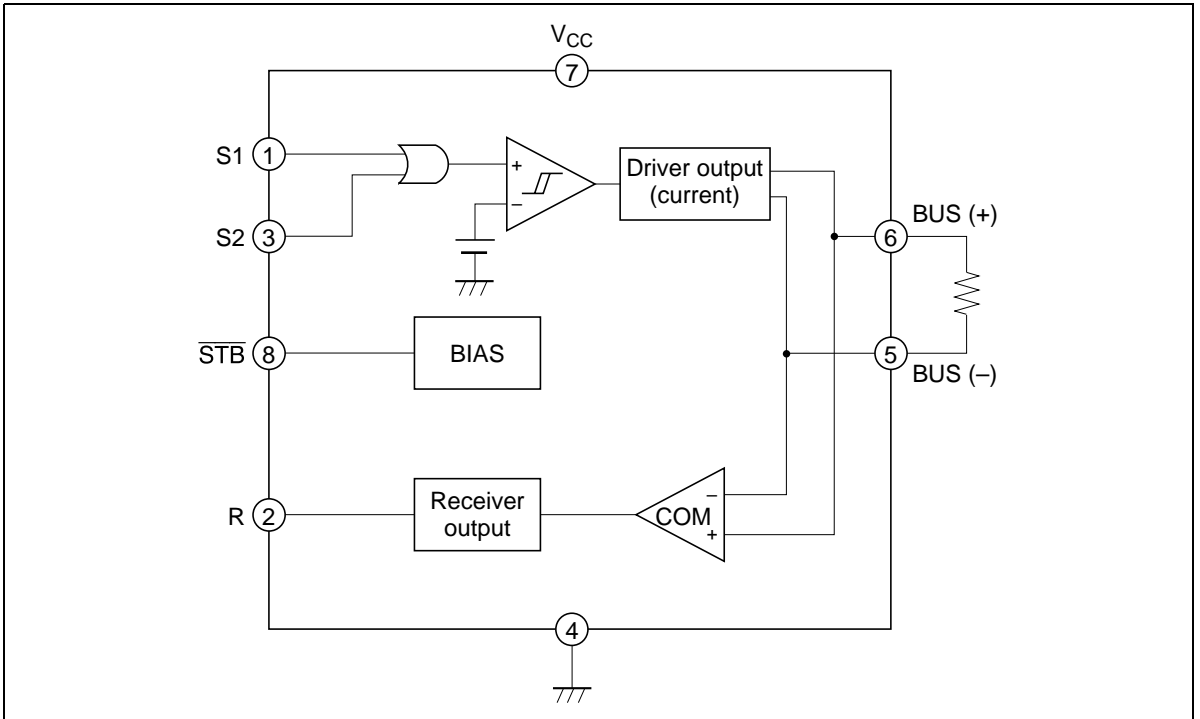 VCC
7
S1 1
+
–
Driver output
(current)
BUS (+)
S2 3
6
STB 8
BIAS
5
BUS (–)
R 2
Receiver
output
–
COM
+
4